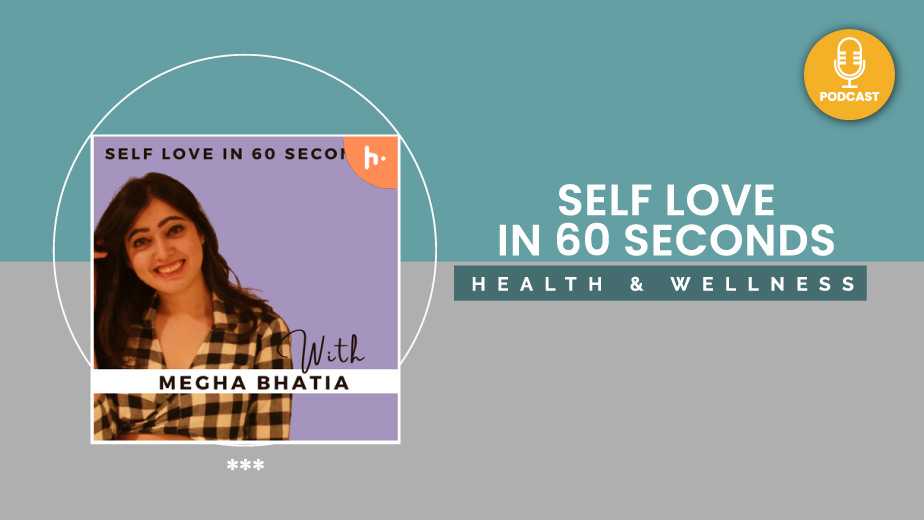 PODCAST
SELF LOVE IN 60 SECON
h.
SELF LOVE
IN 60 SECONDS
HEALTH & WELLNESS
With
MEGHA BHATIA
***